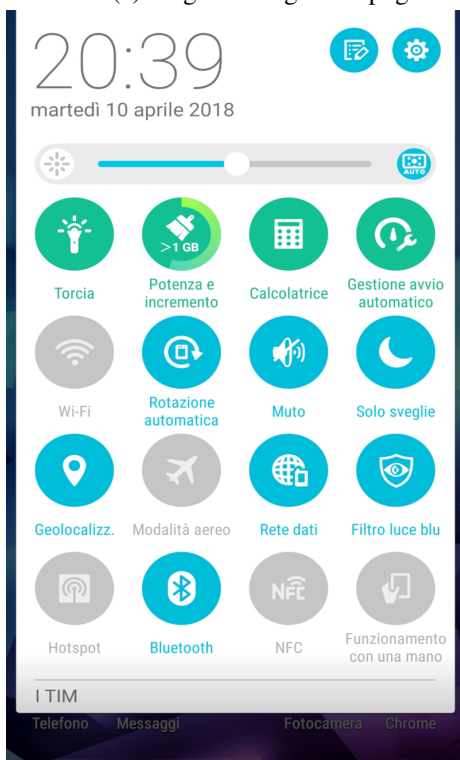 20:39
martedì 10 aprile 2018
AUTO
>1 GB
Torcia
Potenza e
incremento
Calcolatrice
Gestione avvio
automatico
Wi-Fi
Rotazione
automatica
Muto
Solo sveglie
Geolocalizz.
Modalità aereo
Rete dati
Filtro luce blu
NFC
Hotspot
Bluetooth
NFC
Funzionamento
con una mano
I TIM
Telefono Messaggi Fotocamera Chrome